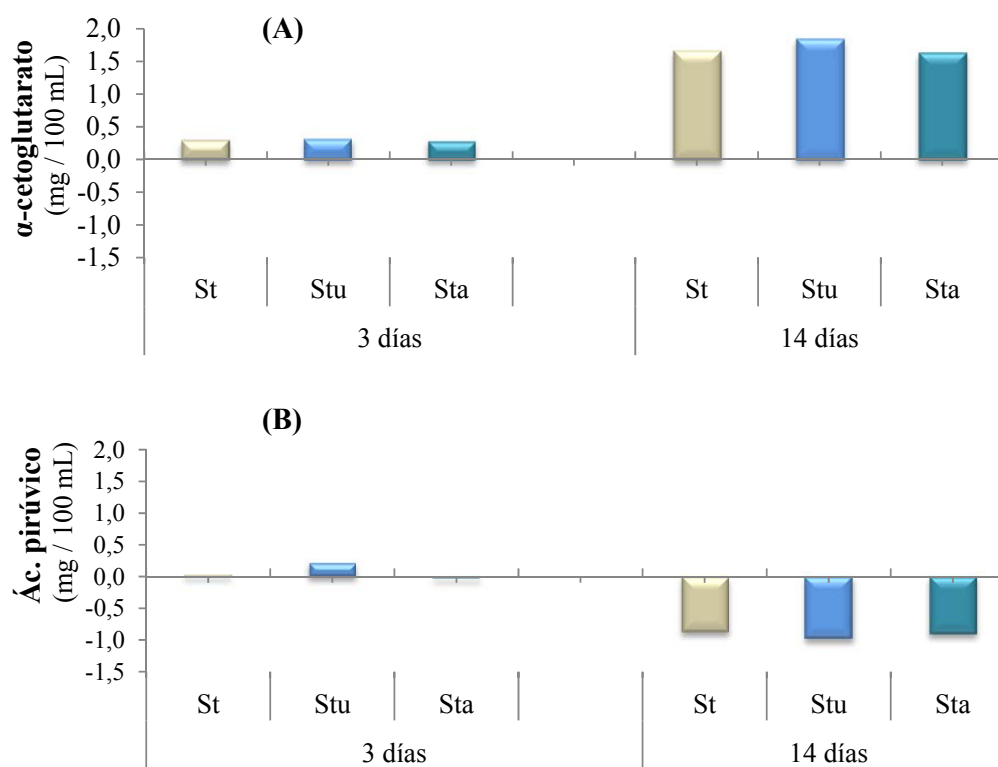 (A)
α-cetoglutarato
(mg / 100 mL)
2,0
1,5
1,0
0,5
0,0
-0,5
-1,0
-1,5
St Stu Sta St Stu Sta
3 días 14 días
(B)
Ác. pirúvico
(mg / 100 mL)
2,0
1,5
1,0
0,5
0,0
-0,5
-1,0
-1,5
St Stu Sta St Stu Sta
3 días 14 días